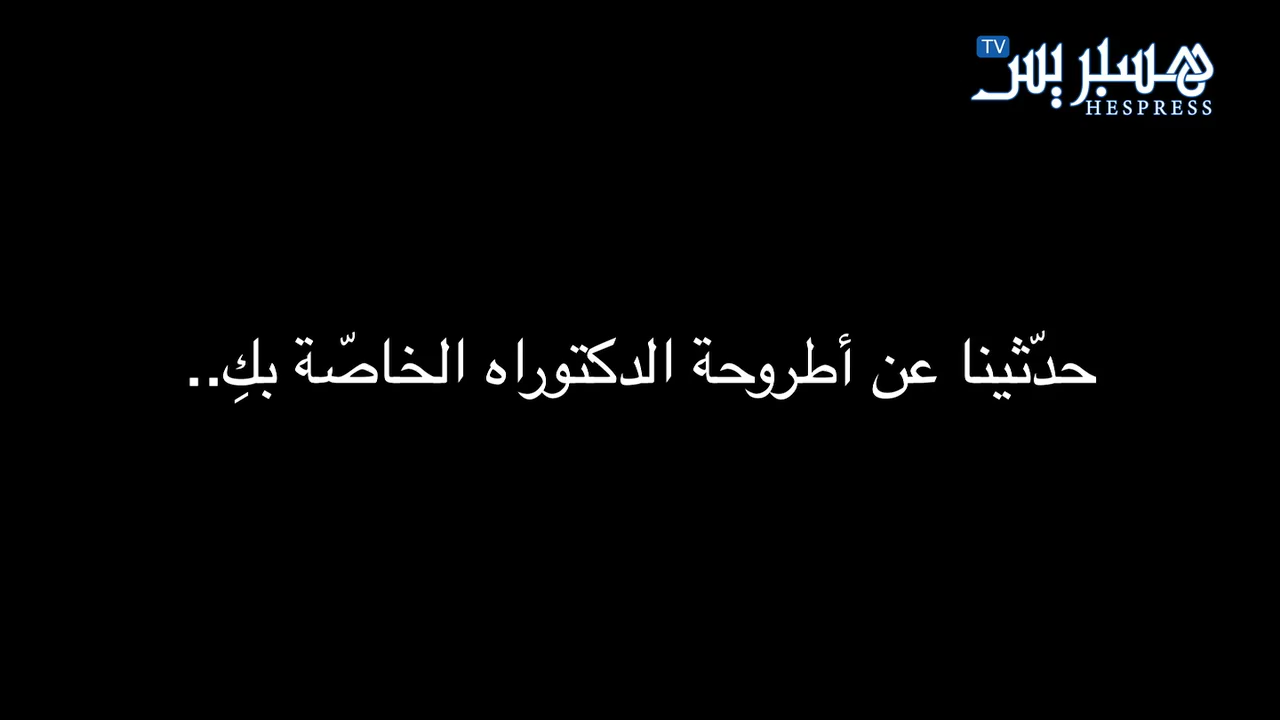 TV
هسبريس
HESPRESS
حدّثينا عن أطروحة الدكتوراه الخاصّة بكِ..